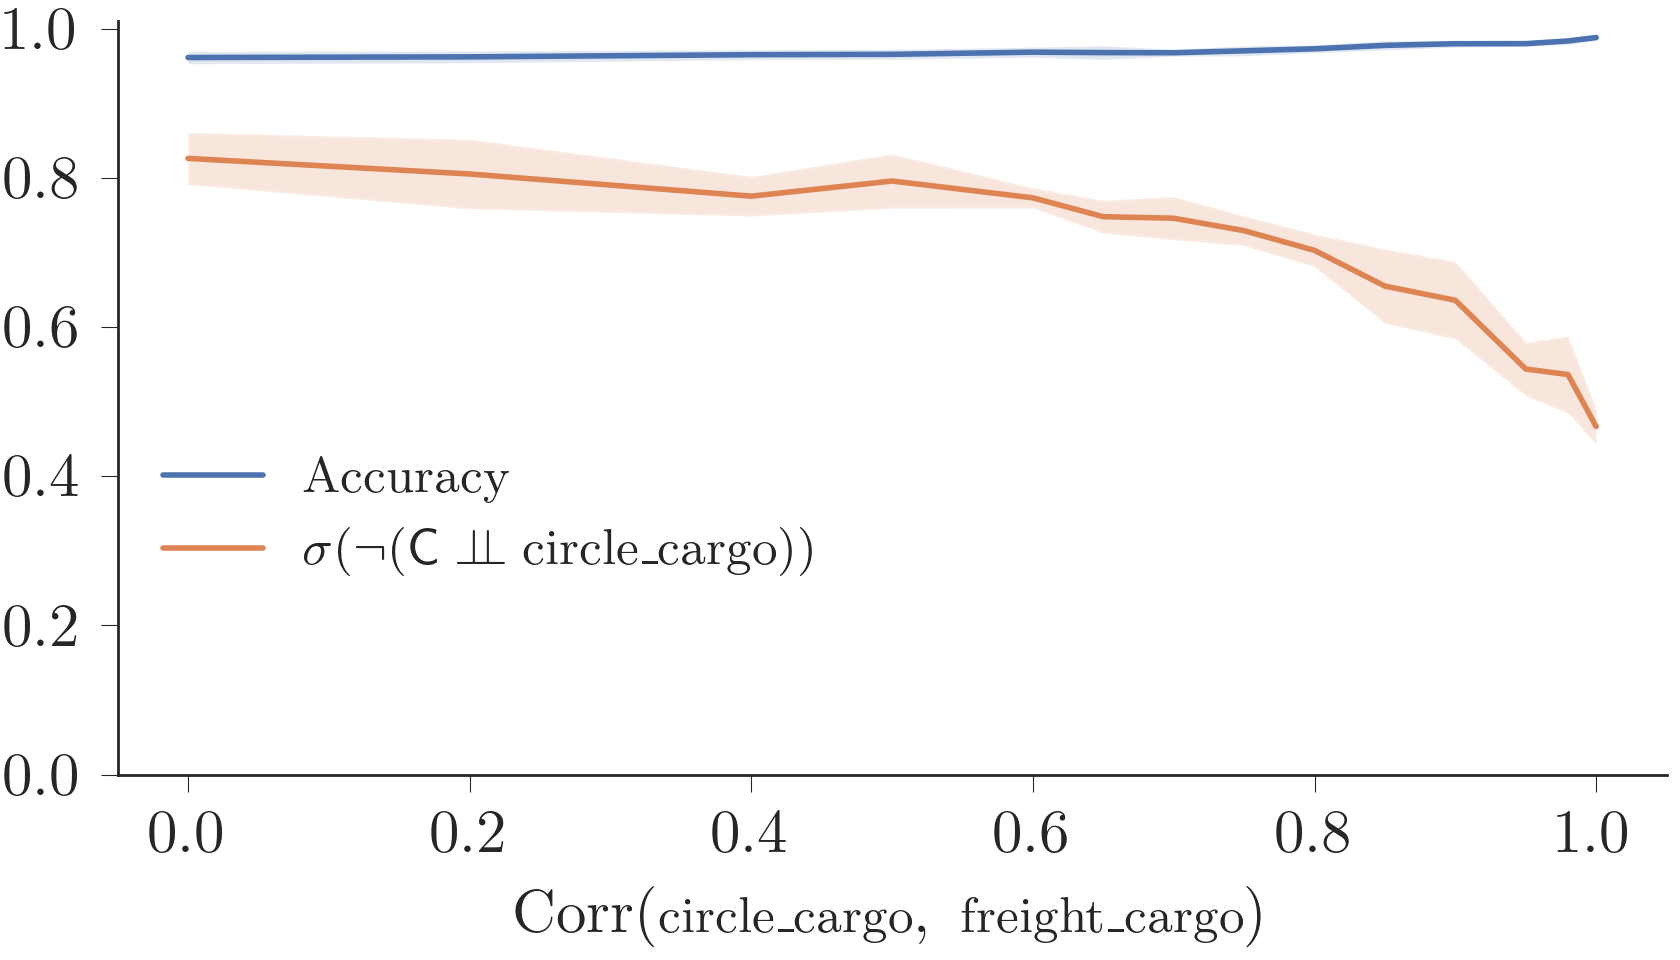 1.0
0.8
0.6
0.4
0.2
0.0
Accuracy
σ(¬(C ⫫ circle_cargo))
0.0 0.2 0.4 0.6 0.8 1.0
Corr(circle_cargo, freight_cargo)